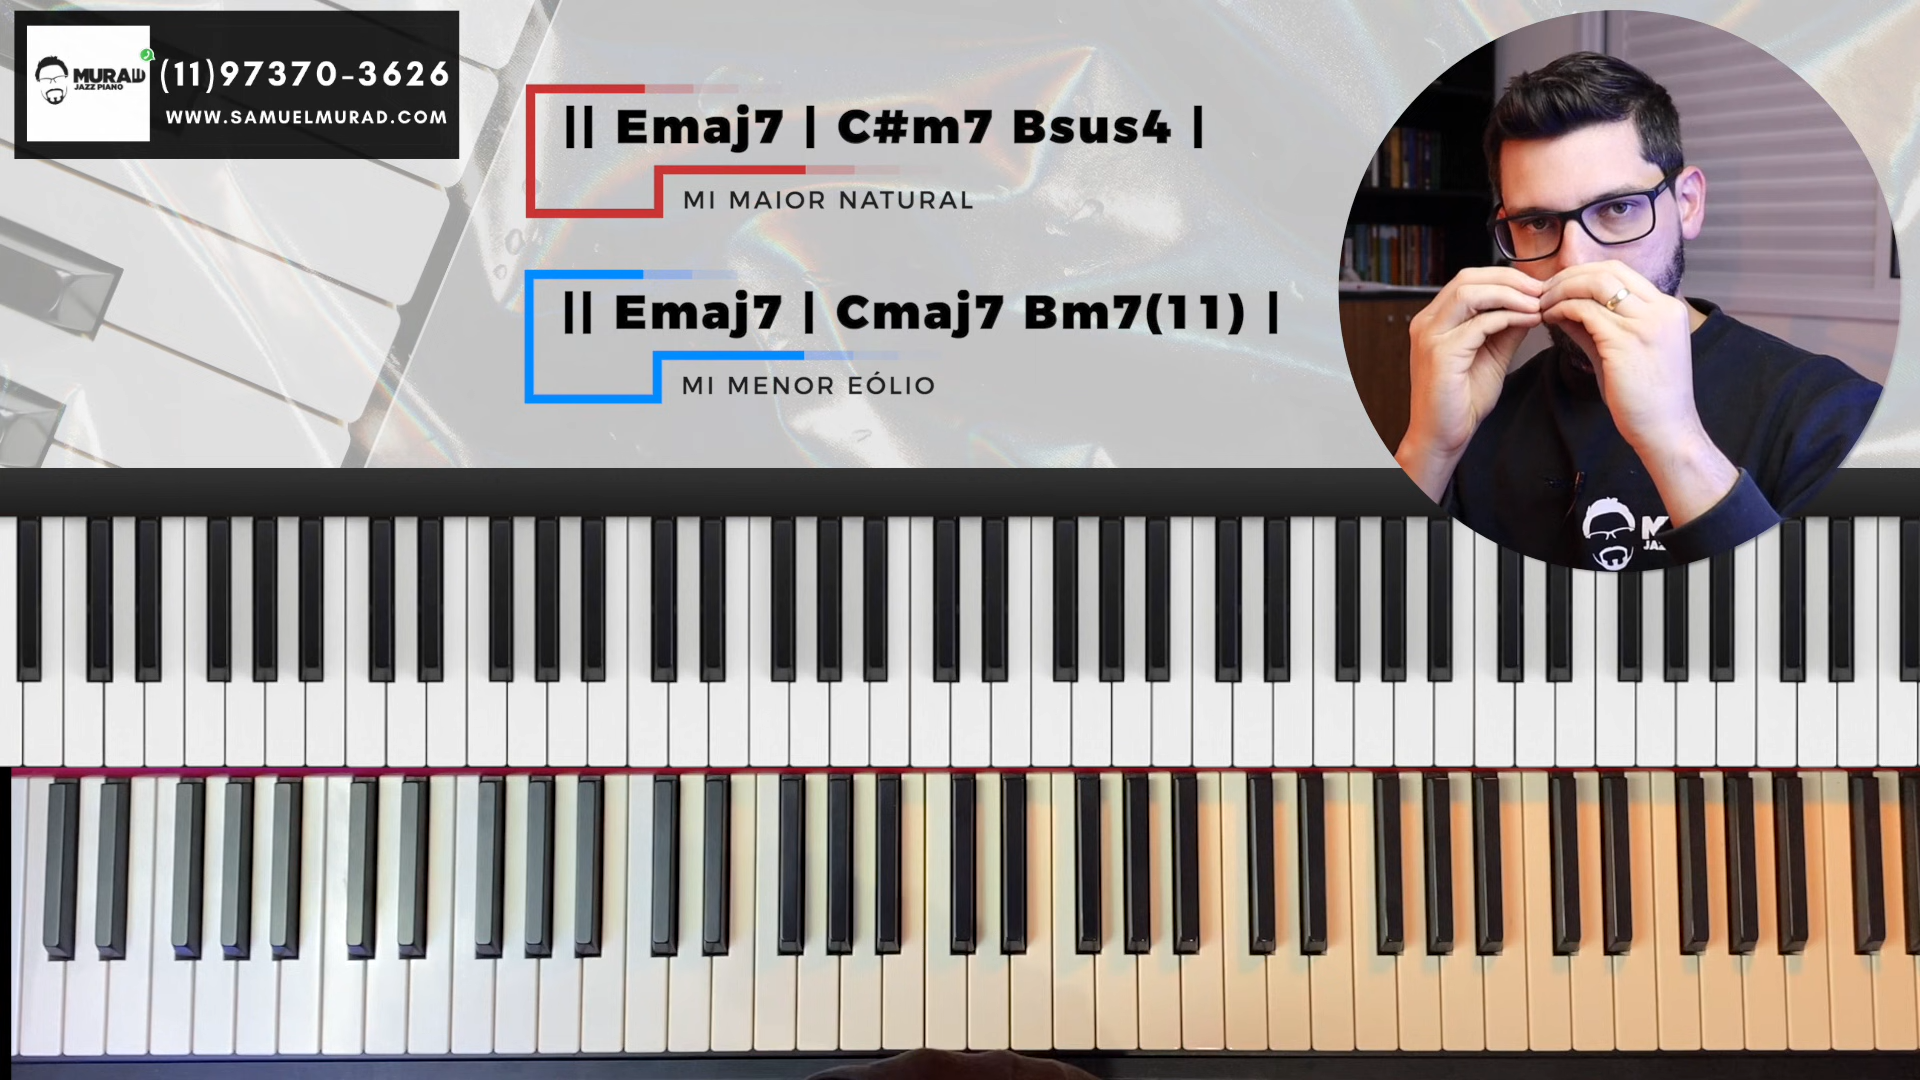 MURAD
JAZZ PIANO
(11)97370-3626
WWW.SAMUELMURAD.COM
|| Emaj7 | C#m7 Bsus4 |
MI MAIOR NATURAL
|| Emaj7 | Cmaj7 Bm7(11) |
MI MENOR EÓLIO